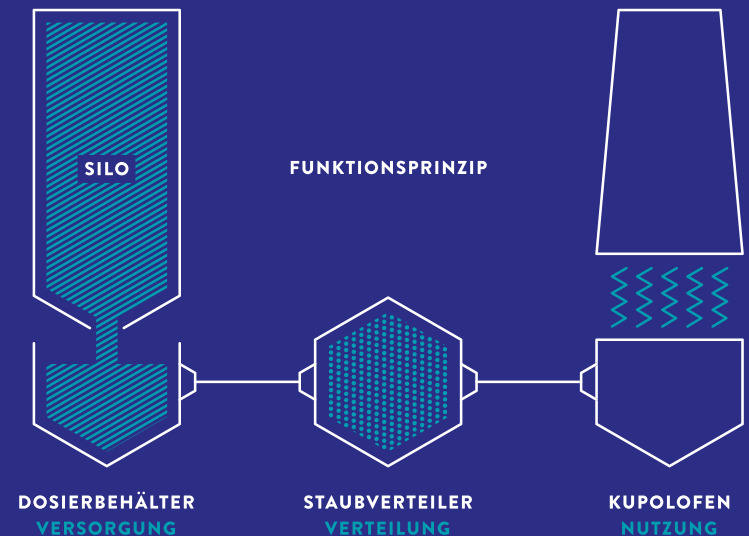 SILO
FUNKTIONSPRINZIP
DOSIERBEHÄLTER
VERSORGUNG
STAUBVERTEILER
VERTEILUNG
KUPOLOFEN
NUTZUNG